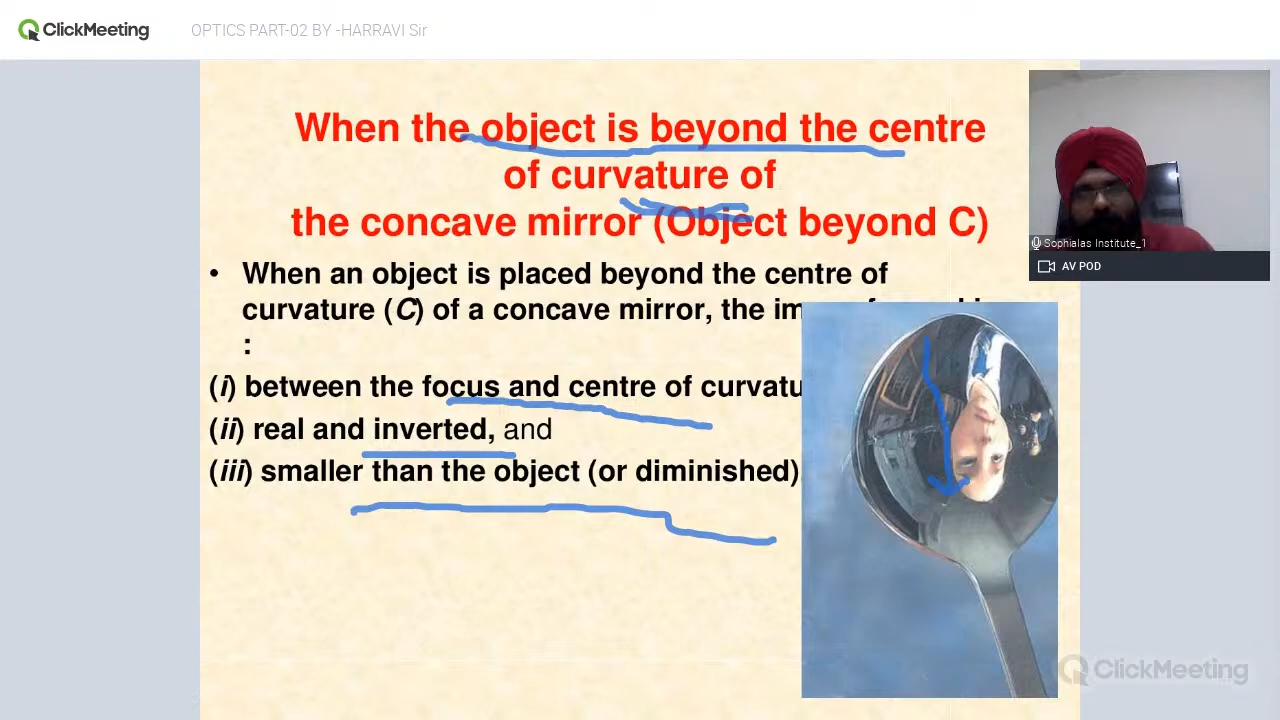 ClickMeeting
OPTICS PART-02 BY -HARRAVI Sir
When the object is beyond the centre
of curvature of
the concave mirror (Object beyond C)
Sophialas Institute_1
AV POD
• When an object is placed beyond the centre of
curvature (C) of a concave mirror, the
:
(i) between the focus and centre of
(ii) real and inverted, and
(iii) smaller than the object (or diminished)
ClickMeeting